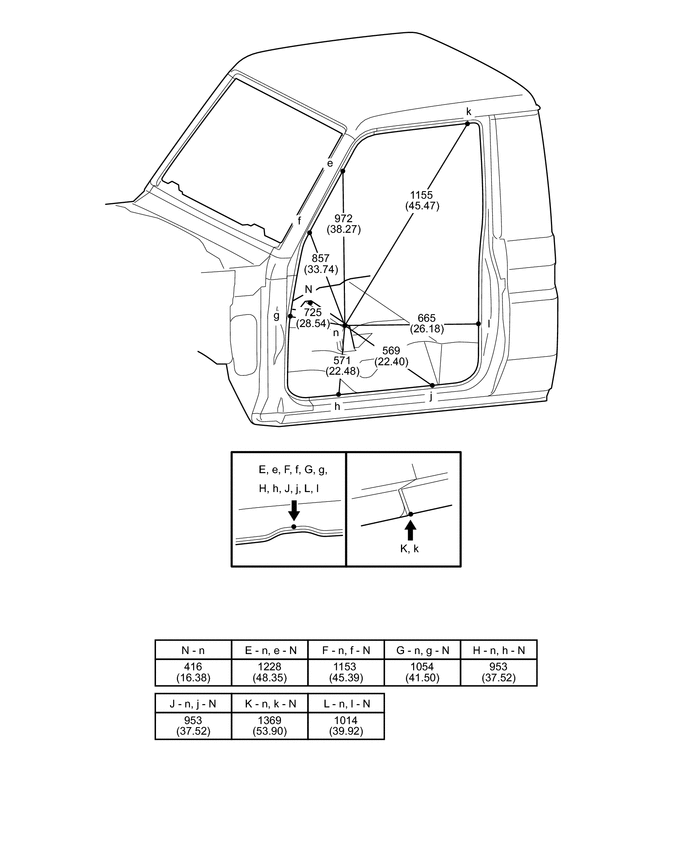 k
e
1155
(45.47)
972
(38.27)
f
857
(33.74)
N
g
725
(28.54)
665
(26.18)
l
n
569
(22.40)
571
(22.48)
j
h
E, e, F, f, G, g,
H, h, J, j, L, l
K, k
N - n E - n, e - N F - n, f - N G - n, g - N H - n, h - N
416 1228 1153 1054 953
(16.38) (48.35) (45.39) (41.50) (37.52)
J - n, j - N K - n, k - N L - n, l - N
953 1369 1014
(37.52) (53.90) (39.92)